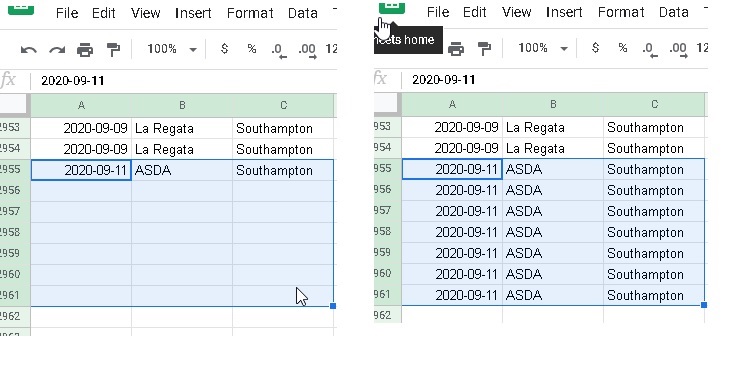 File Edit View Insert Format Data
100% $ % .0 .00 12
fx 2020-09-11
A B C
2953 2020-09-09 La Regata Southampton
2954 2020-09-09 La Regata Southampton
2955 2020-09-11 ASDA Southampton
2956
2957
2958
2959
2960
2961
2962
File Edit View Insert Format Data
eets home 100% $ % .0 .00 12
fx 2020-09-11
A B C
953 2020-09-09 La Regata Southampton
954 2020-09-09 La Regata Southampton
955 2020-09-11 ASDA Southampton
956 2020-09-11 ASDA Southampton
957 2020-09-11 ASDA Southampton
958 2020-09-11 ASDA Southampton
959 2020-09-11 ASDA Southampton
960 2020-09-11 ASDA Southampton
961 2020-09-11 ASDA Southampton
962